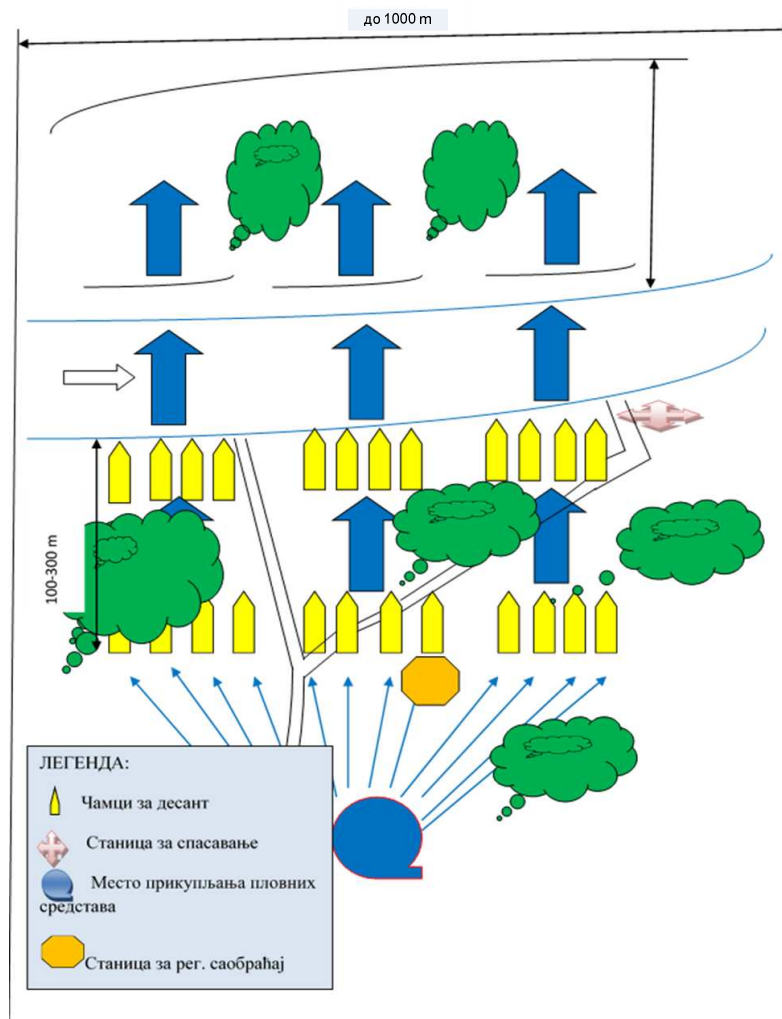 до 1000 m
100-300 m
ЛЕГЕНДА:
Чамци за десант
Станица за спасавање
Место прикупљања пловних
средстава
Станица за рег. саобраћај